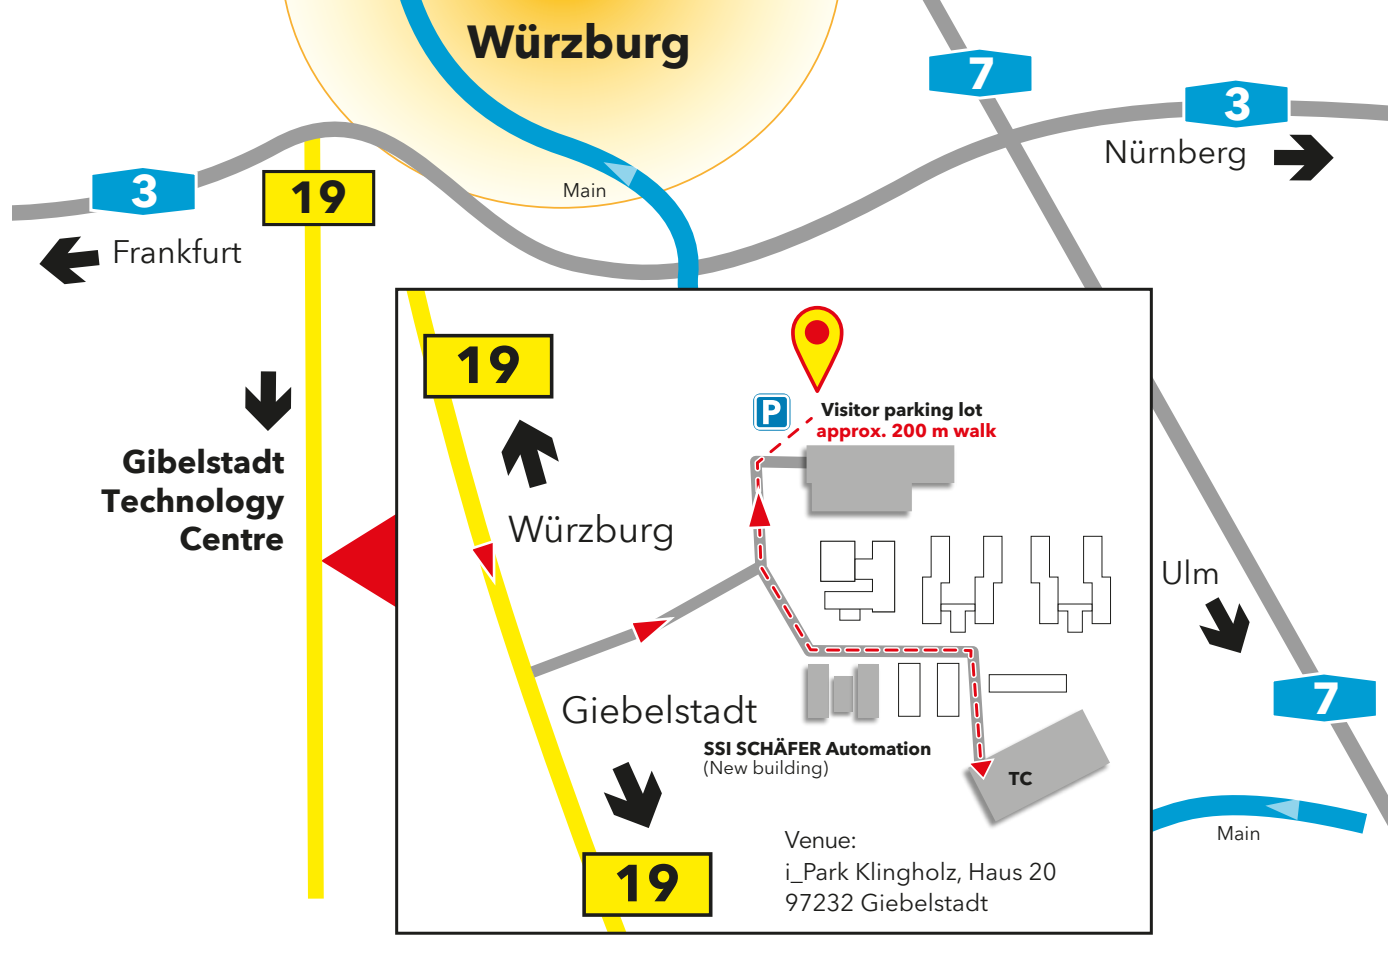 Würzburg
7
3
Nürnberg
3
19
Main
Frankfurt
19
P
Visitor parking lot
approx. 200 m walk
Gibelstadt
Technology
Centre
Würzburg
Ulm
Giebelstadt
7
SSI SCHÄFER Automation
(New building)
TC
Main
Venue:
i_Park Klingholz, Haus 20
97232 Giebelstadt
19